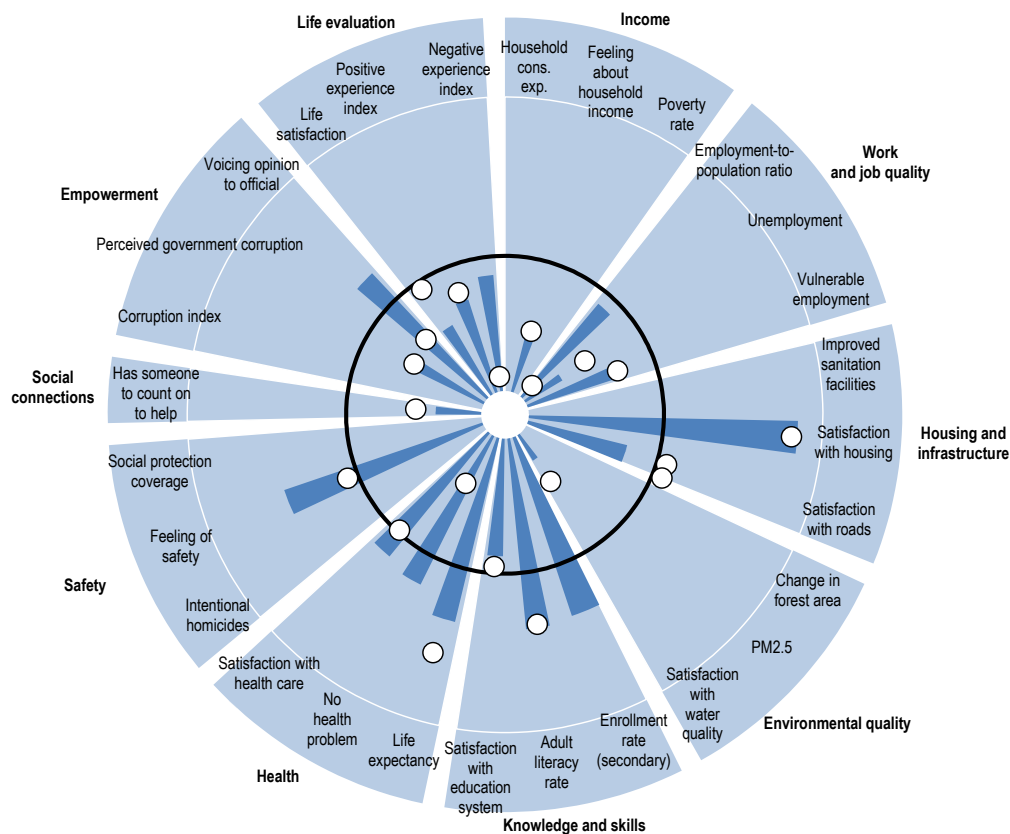 Life evaluation
Negative
experience
index
Positive
experience
index
Life
satisfaction
Income
Household
cons.
exp.
Feeling
about
household
income
Poverty
rate
Work
and job quality
Employment-to-
population ratio
Unemployment
Vulnerable
employment
Housing and
infrastructure
Improved
sanitation
facilities
Satisfaction
with housing
Satisfaction
with roads
Environmental quality
Change in
forest area
PM2.5
Satisfaction
with
water
quality
Knowledge and skills
Enrollment
rate
(secondary)
Adult
literacy
rate
Satisfaction
with
education
system
Health
Life
expectancy
No
health
problem
Satisfaction with
health care
Safety
Intentional
homicides
Feeling of
safety
Social protection
coverage
Social
connections
Has someone
to count on
to help
Empowerment
Corruption index
Perceived government corruption
Voicing opinion
to official